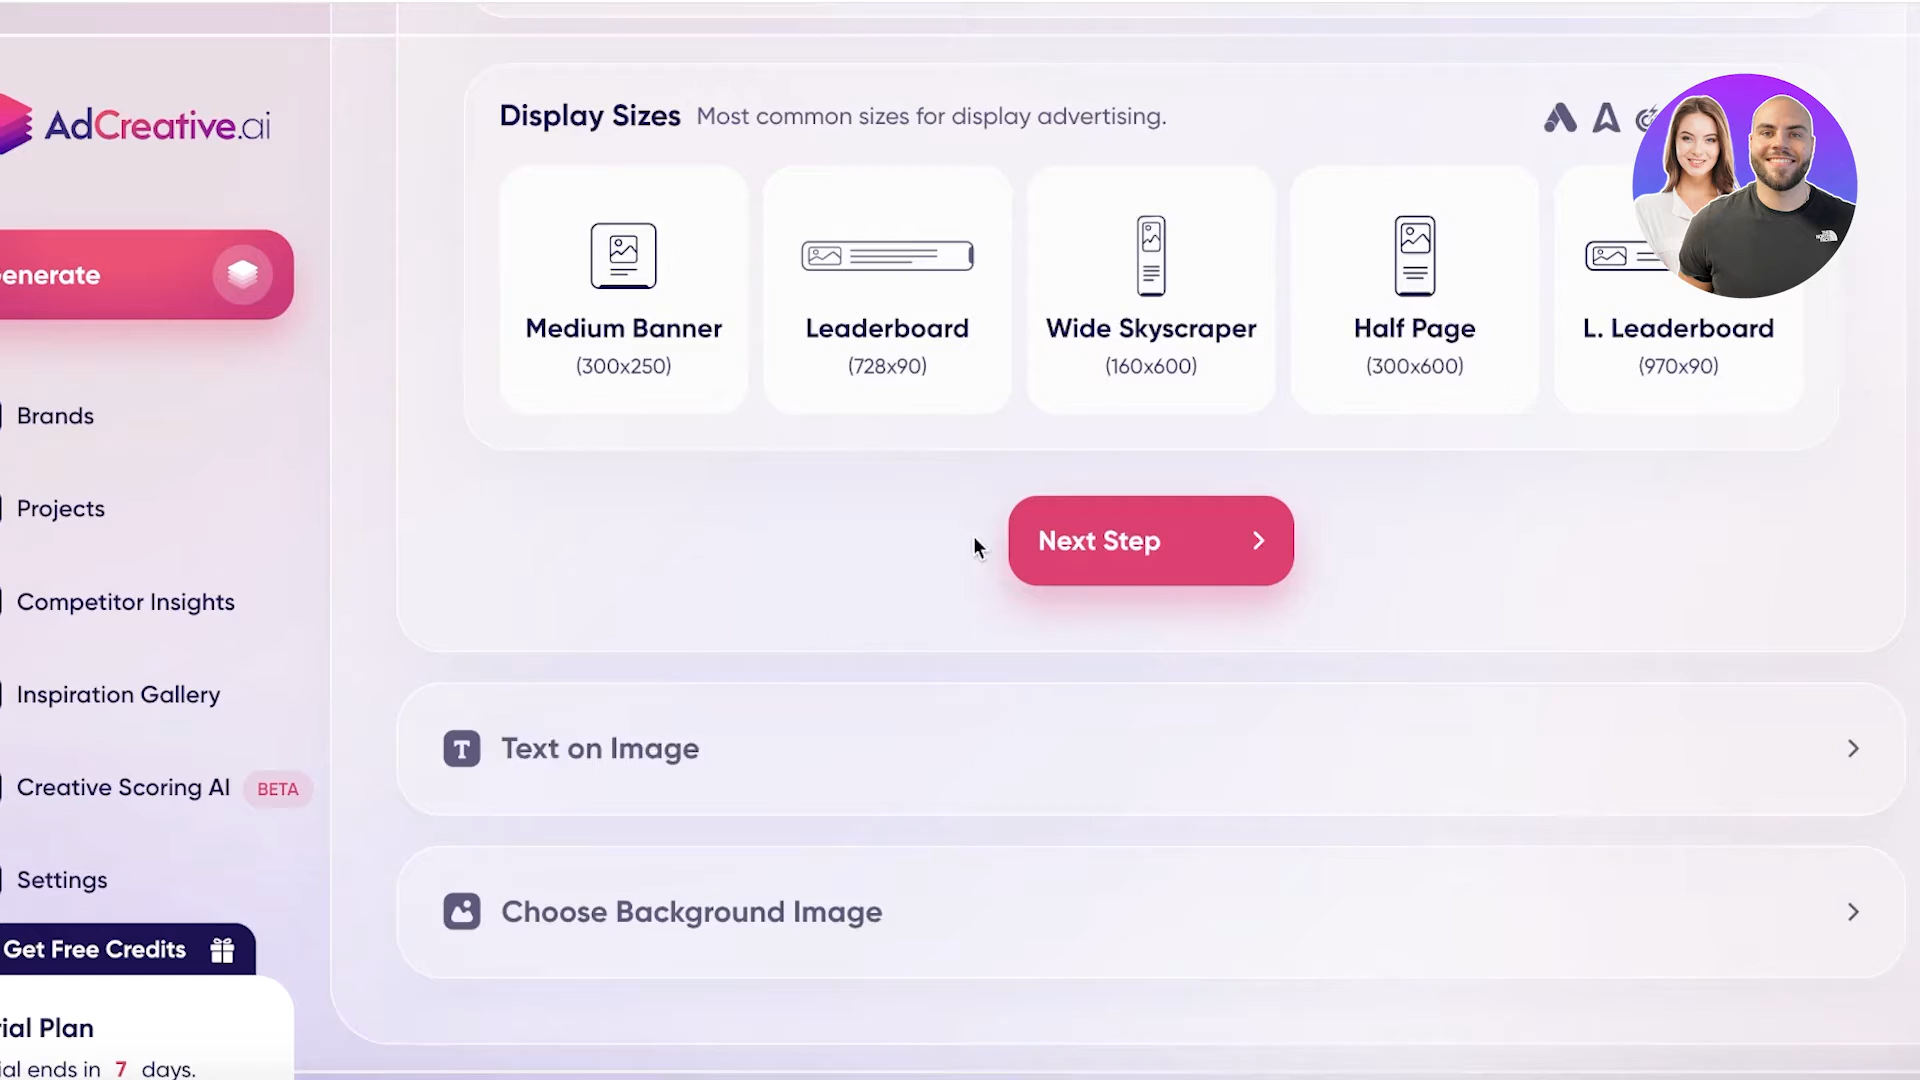 AdCreative.ai
enerate
Brands
Projects
Competitor Insights
Inspiration Gallery
Creative Scoring AI BETA
Settings
Get Free Credits
ial Plan
ial ends in 7 days.
Display Sizes Most common sizes for display advertising.
Medium Banner
(300x250)
Leaderboard
(728x90)
Wide Skyscraper
(160x600)
Half Page
(300x600)
L. Leaderboard
(970x90)
Next Step
Text on Image
Choose Background Image